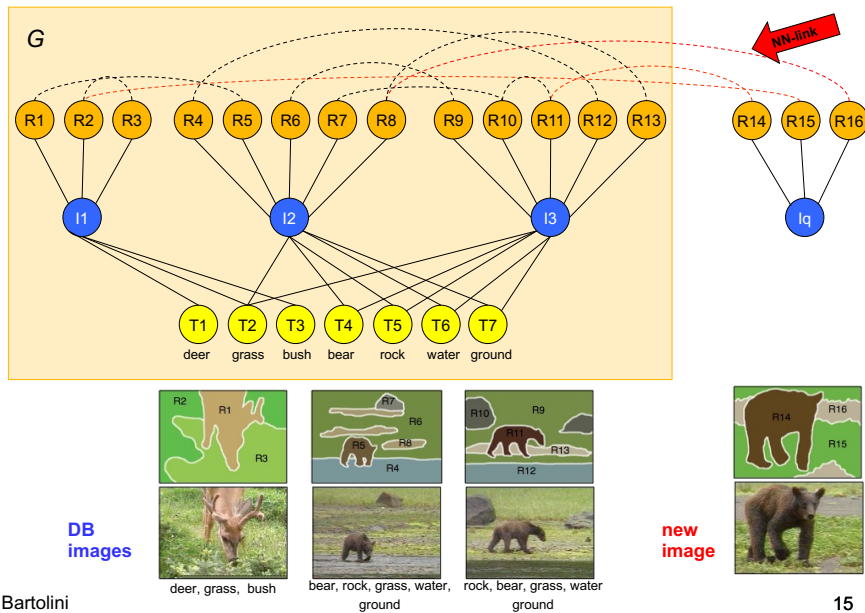 G
NN-link
R1 R2 R3 R4 R5 R6 R7 R8 R9 R10 R11 R12 R13 R14 R15 R16
I1 I2 I3 Iq
T1 T2 T3 T4 T5 T6 T7
deer grass bush bear rock water ground
R2 R1 R3
R7 R6 R5 R8 R4
R10 R9 R11 R13 R12
R14 R16 R15
DB
images
new
image
deer, grass, bush
bear, rock, grass, water,
ground
rock, bear, grass, water
ground
Bartolini
15